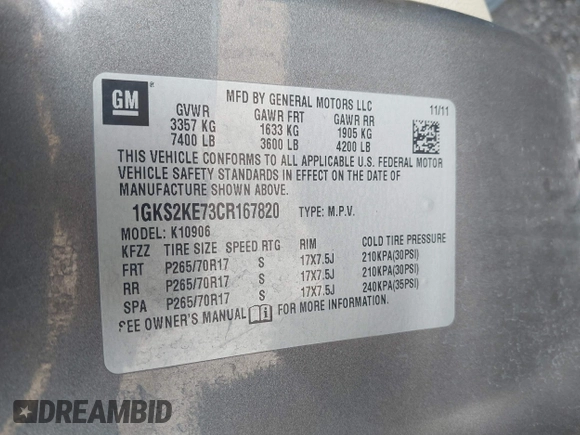 GM
MFD BY GENERAL MOTORS LLC
11/11
GVWR GAWR FRT GAWR RR
3357 KG 1633 KG 1905 KG
7400 LB 3600 LB 4200 LB
THIS VEHICLE CONFORMS TO ALL APPLICABLE U.S. FEDERAL MOTOR
VEHICLE SAFETY STANDARDS IN EFFECT ON THE DATE OF
MANUFACTURE SHOWN ABOVE.
1GKS2KE73CR167820 TYPE: M.P.V.
MODEL: K10906
KFZZ TIRE SIZE SPEED RTG RIM COLD TIRE PRESSURE
FRT P265/70R17 S 17X7.5J 210KPA(30PSI)
RR P265/70R17 S 17X7.5J 210KPA(30PSI)
SPA P265/70R17 S 17X7.5J 240KPA(35PSI)
SEE OWNER'S MANUAL FOR MORE INFORMATION.
DREAMBID